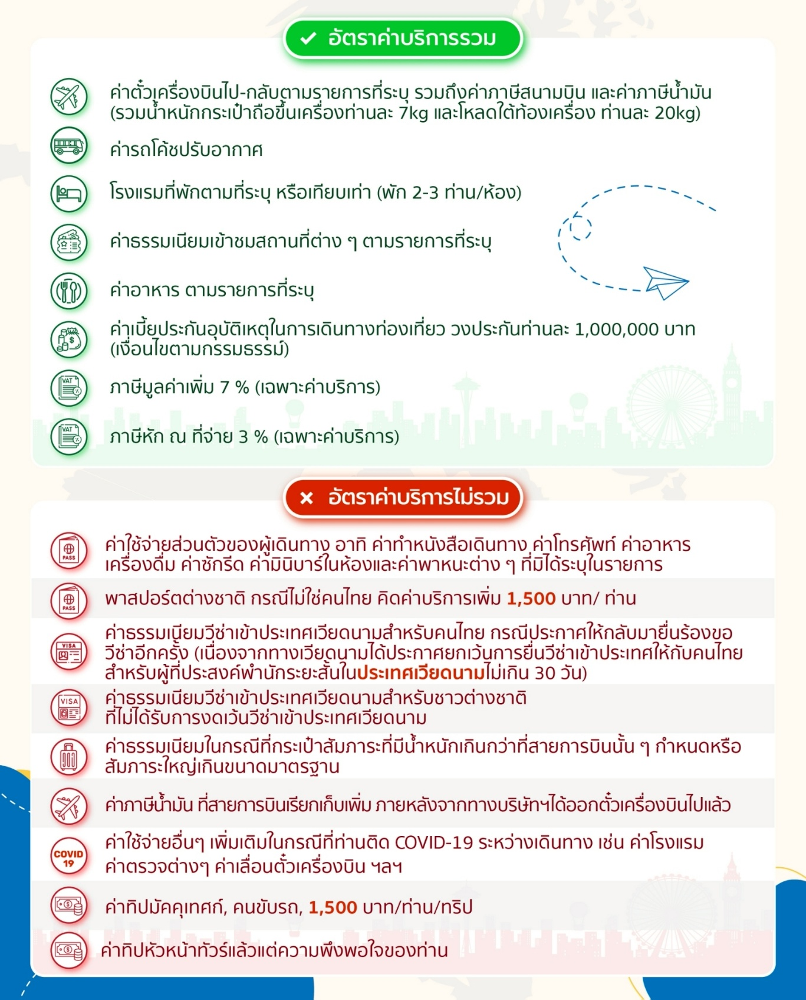 อัตราค่าบริการรวม
ค่าตั๋วเครื่องบินไป-กลับตามรายการที่ระบุ รวมถึงค่าภาษีสนามบิน และค่าภาษีน้ำมัน
(รวมน้ำหนักกระเป๋าถือขึ้นเครื่องท่านละ 7kg และโหลดใต้ท้องเครื่อง ท่านละ 20kg)
ค่ารถโค้ชปรับอากาศ
โรงแรมที่พักตามที่ระบุ หรือเทียบเท่า (พัก 2-3 ท่าน/ห้อง)
ค่าธรรมเนียมเข้าชมสถานที่ต่าง ๆ ตามรายการที่ระบุ
ค่าอาหาร ตามรายการที่ระบุ
ค่าเบี้ยประกันอุบัติเหตุในการเดินทางท่องเที่ยว วงประกันท่านละ 1,000,000 บาท
(เงื่อนไขตามกรรมธรรม์)
VAT
ภาษีมูลค่าเพิ่ม 7 % (เฉพาะค่าบริการ)
VAT
ภาษีหัก ณ ที่จ่าย 3 % (เฉพาะค่าบริการ)
อัตราค่าบริการไม่รวม
PASS
ค่าใช้จ่ายส่วนตัวของผู้เดินทาง อาทิ ค่าทำหนังสือเดินทาง ค่าโทรศัพท์ ค่าอาหาร
เครื่องดื่ม ค่าซักรีด ค่ามินิบาร์ในห้องและค่าพาหนะต่าง ๆ ที่มิได้ระบุในรายการ
PASS
พาสปอร์ตต่างชาติ กรณีไม่ใช่คนไทย คิดค่าบริการเพิ่ม 1,500 บาท/ ท่าน
VISA
ค่าธรรมเนียมวีซ่าเข้าประเทศเวียดนามสำหรับคนไทย กรณีประกาศให้กลับมายื่นร้องขอ
วีซ่าอีกครั้ง (เนื่องจากทางเวียดนามได้ประกาศยกเว้นการยื่นวีซ่าเข้าประเทศให้กับคนไทย
สำหรับผู้ที่ประสงค์พำนักระยะสั้นในประเทศเวียดนามไม่เกิน 30 วัน)
VISA
ค่าธรรมเนียมวีซ่าเข้าประเทศเวียดนามสำหรับชาวต่างชาติ
ที่ไม่ได้รับการงดเว้นวีซ่าเข้าประเทศเวียดนาม
ค่าธรรมเนียมในกรณีที่กระเป๋าสัมภาระที่มีน้ำหนักเกินกว่าที่สายการบินนั้น ๆ กำหนดหรือ
สัมภาระใหญ่เกินขนาดมาตรฐาน
ค่าภาษีน้ำมัน ที่สายการบินเรียกเก็บเพิ่ม ภายหลังจากทางบริษัทฯได้ออกตั๋วเครื่องบินไปแล้ว
COVID
19
ค่าใช้จ่ายอื่นๆ เพิ่มเติมในกรณีที่ท่านติด COVID-19 ระหว่างเดินทาง เช่น ค่าโรงแรม
ค่าตรวจต่างๆ ค่าเลื่อนตั๋วเครื่องบิน ฯลฯ
ค่าทิปมัคคุเทศก์, คนขับรถ, 1,500 บาท/ท่าน/ทริป
ค่าทิปหัวหน้าทัวร์แล้วแต่ความพึงพอใจของท่าน